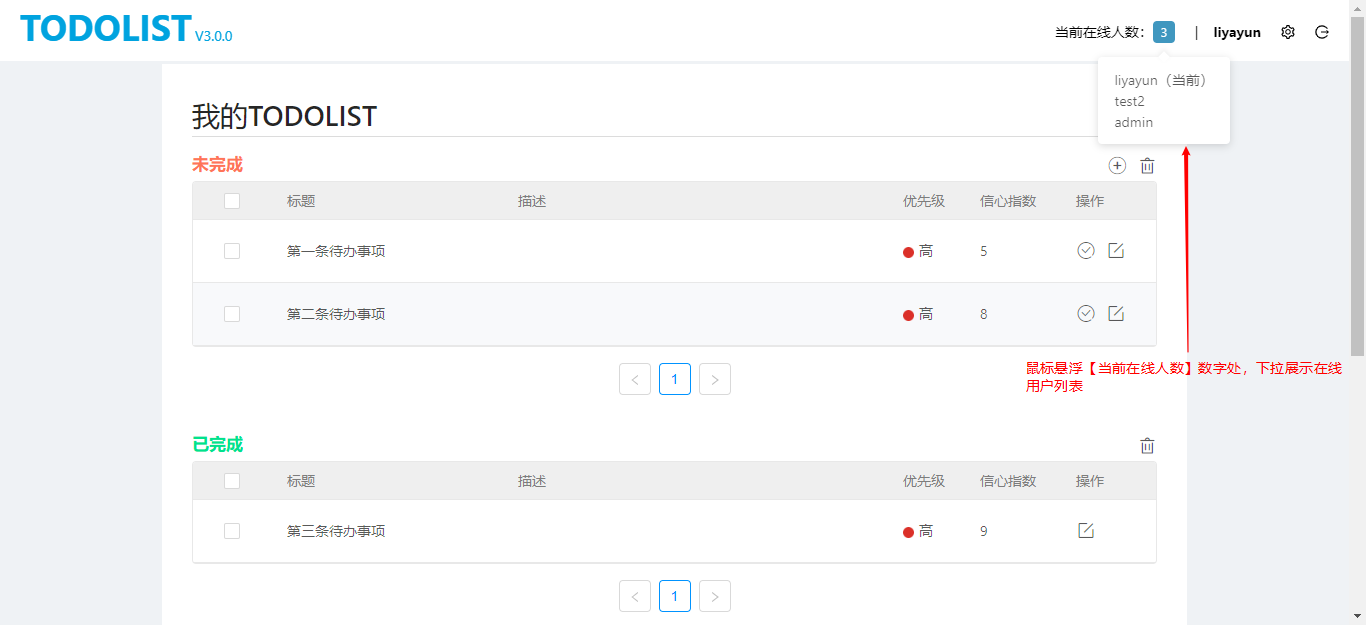 TODOLIST V3.0.0
当前在线人数： 3 | liyayun
liyayun（当前）
test2
admin
我的TODOLIST
未完成
标题 描述 优先级 信心指数 操作
第一条待办事项 高 5
第二条待办事项 高 8
< 1 >
鼠标悬浮【当前在线人数】数字处，下拉展示在线
用户列表
已完成
标题 描述 优先级 信心指数 操作
第三条待办事项 高 9
< 1 >